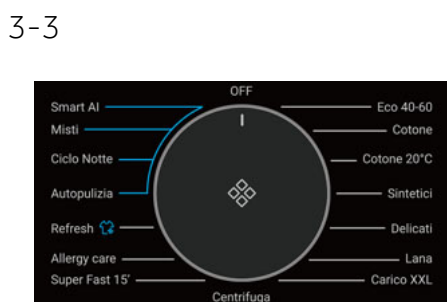 3-3
OFF
Smart AI
Eco 40-60
Misti
Cotone
Ciclo Notte
Cotone 20°C
Autopulizia
Sintetici
Refresh
Delicati
Allergy care
Lana
Super Fast 15'
Carico XXL
Centrifuga